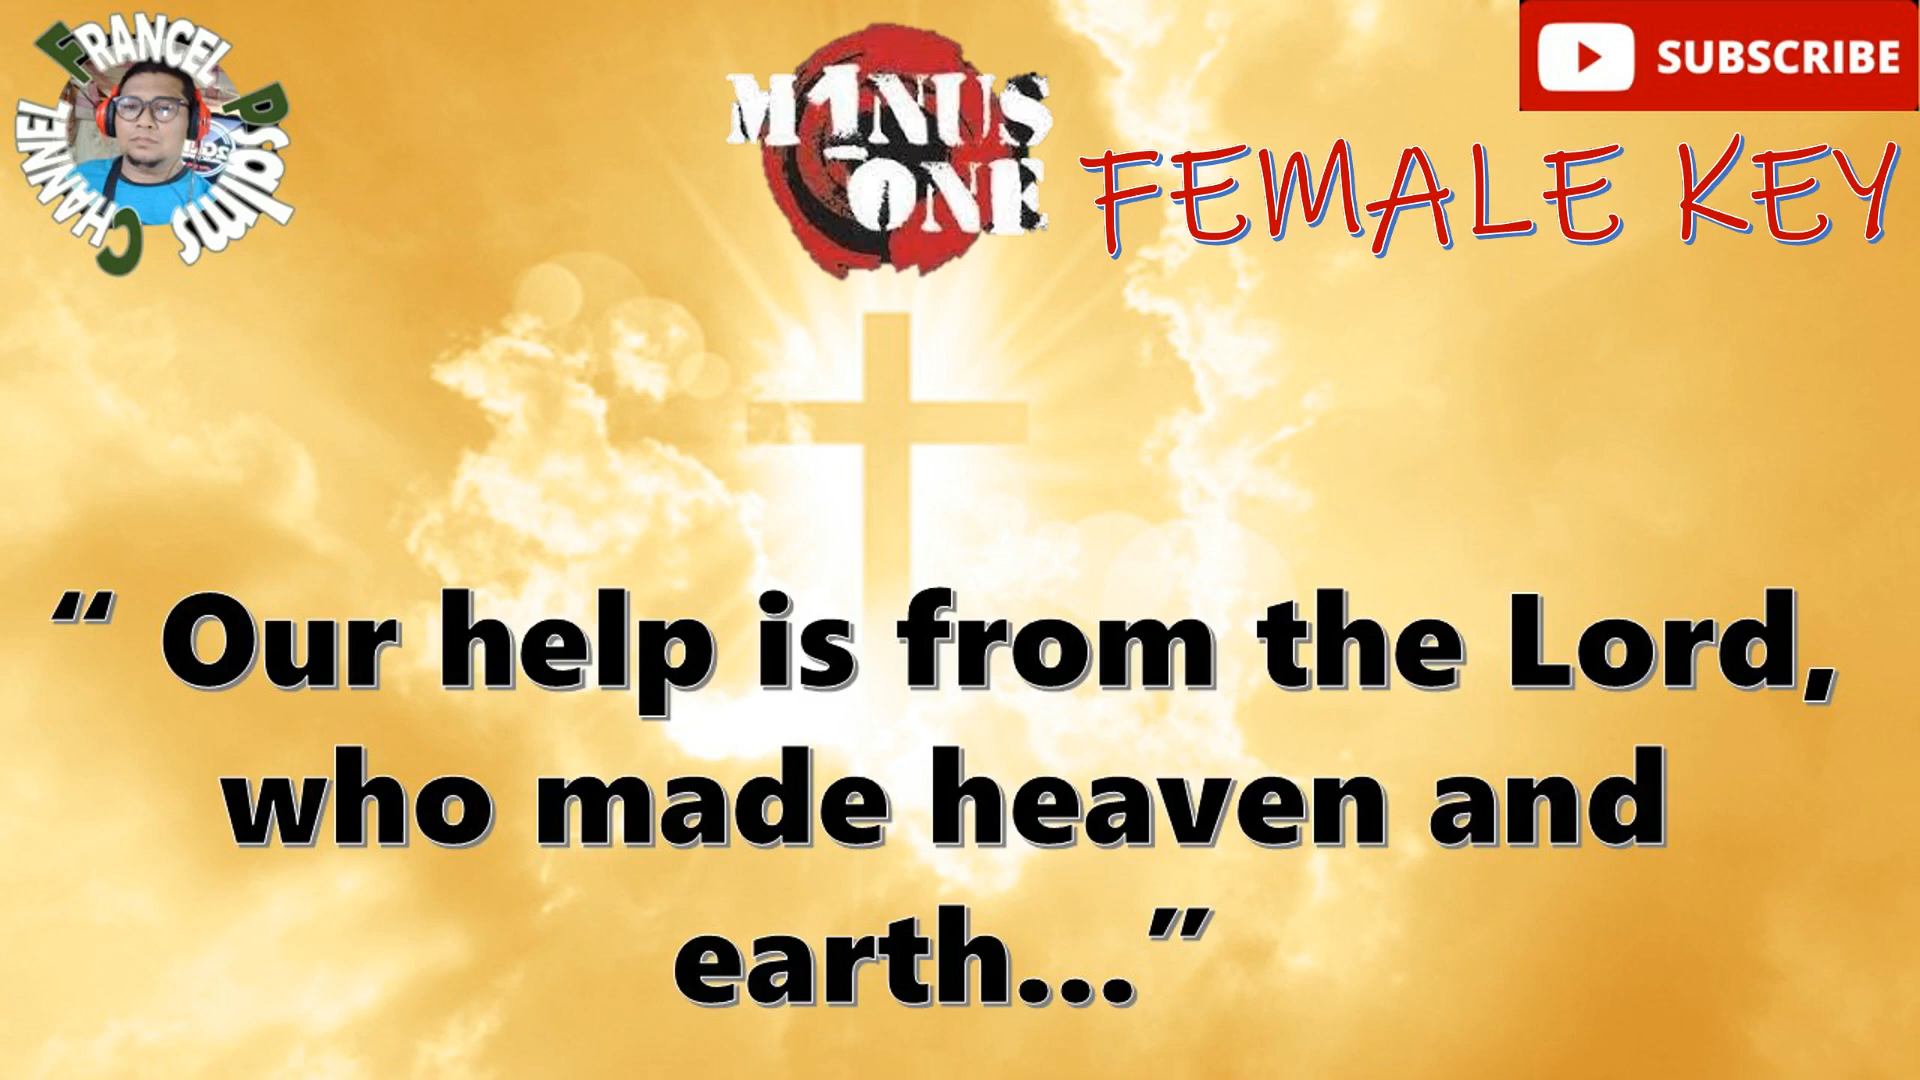 FRANCEL Psalms CHANNEL
SUBSCRIBE
M1NUS ONE
FEMALE KEY
“ Our help is from the Lord,
who made heaven and
earth...”